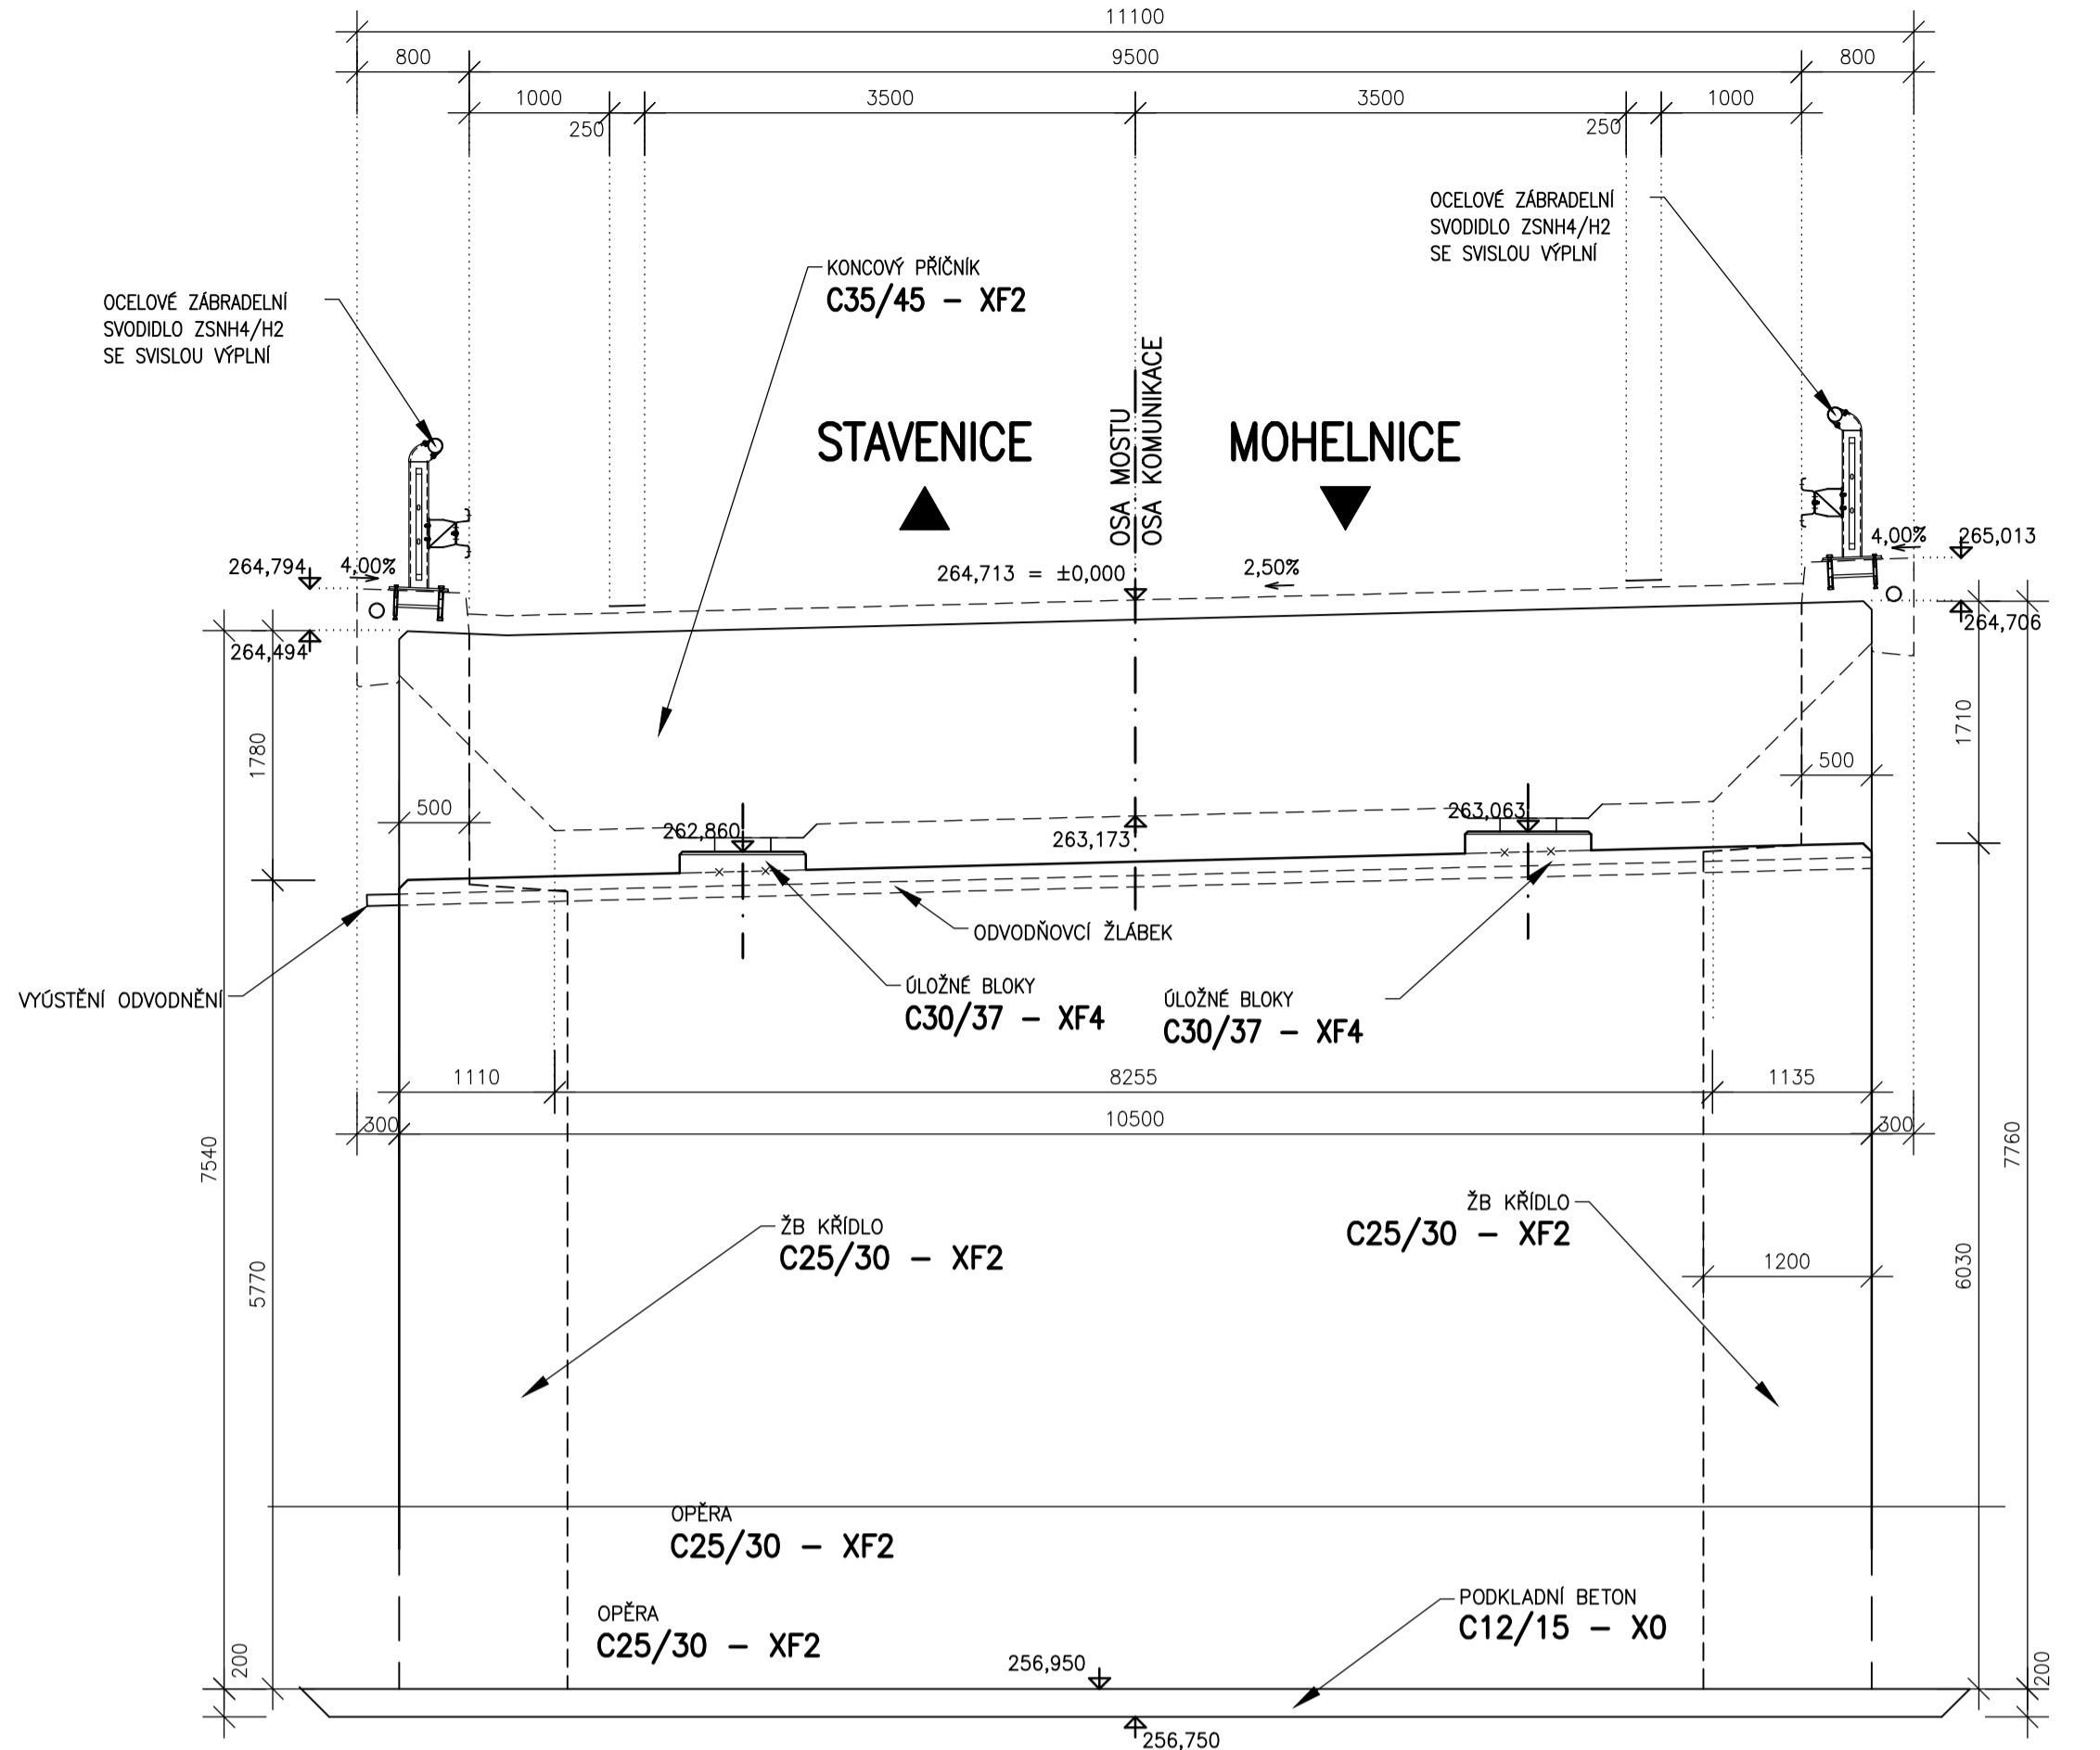 11100
800
9500
800
1000
250
3500
3500
250
1000
OCELOVÉ ZÁBRADELNÍ
SVODIDLO ZSNH4/H2
SE SVISLOU VÝPLNÍ
KONCOVÝ PŘÍČNÍK
C35/45 – XF2
OCELOVÉ ZÁBRADELNÍ
SVODIDLO ZSNH4/H2
SE SVISLOU VÝPLNÍ
STAVENICE
OSA MOSTU
OSA KOMUNIKACE
MOHELNICE
264,794
4,00%
264,713 = ±0,000
2,50%
4,00%
265,013
264,494
264,706
1780
500
262,860
263,173
263,063
500
1710
ODVODŇOVCÍ ŽLÁBEK
VYÚSTĚNÍ ODVODNĚNÍ
ÚLOŽNÉ BLOKY
C30/37 – XF4
ÚLOŽNÉ BLOKY
C30/37 – XF4
1110
8255
1135
300
10500
300
7540
7760
ŽB KŘÍDLO
C25/30 – XF2
ŽB KŘÍDLO
C25/30 – XF2
5770
1200
6030
OPĚRA
C25/30 – XF2
OPĚRA
C25/30 – XF2
PODKLADNÍ BETON
C12/15 – X0
200
256,950
200
256,750